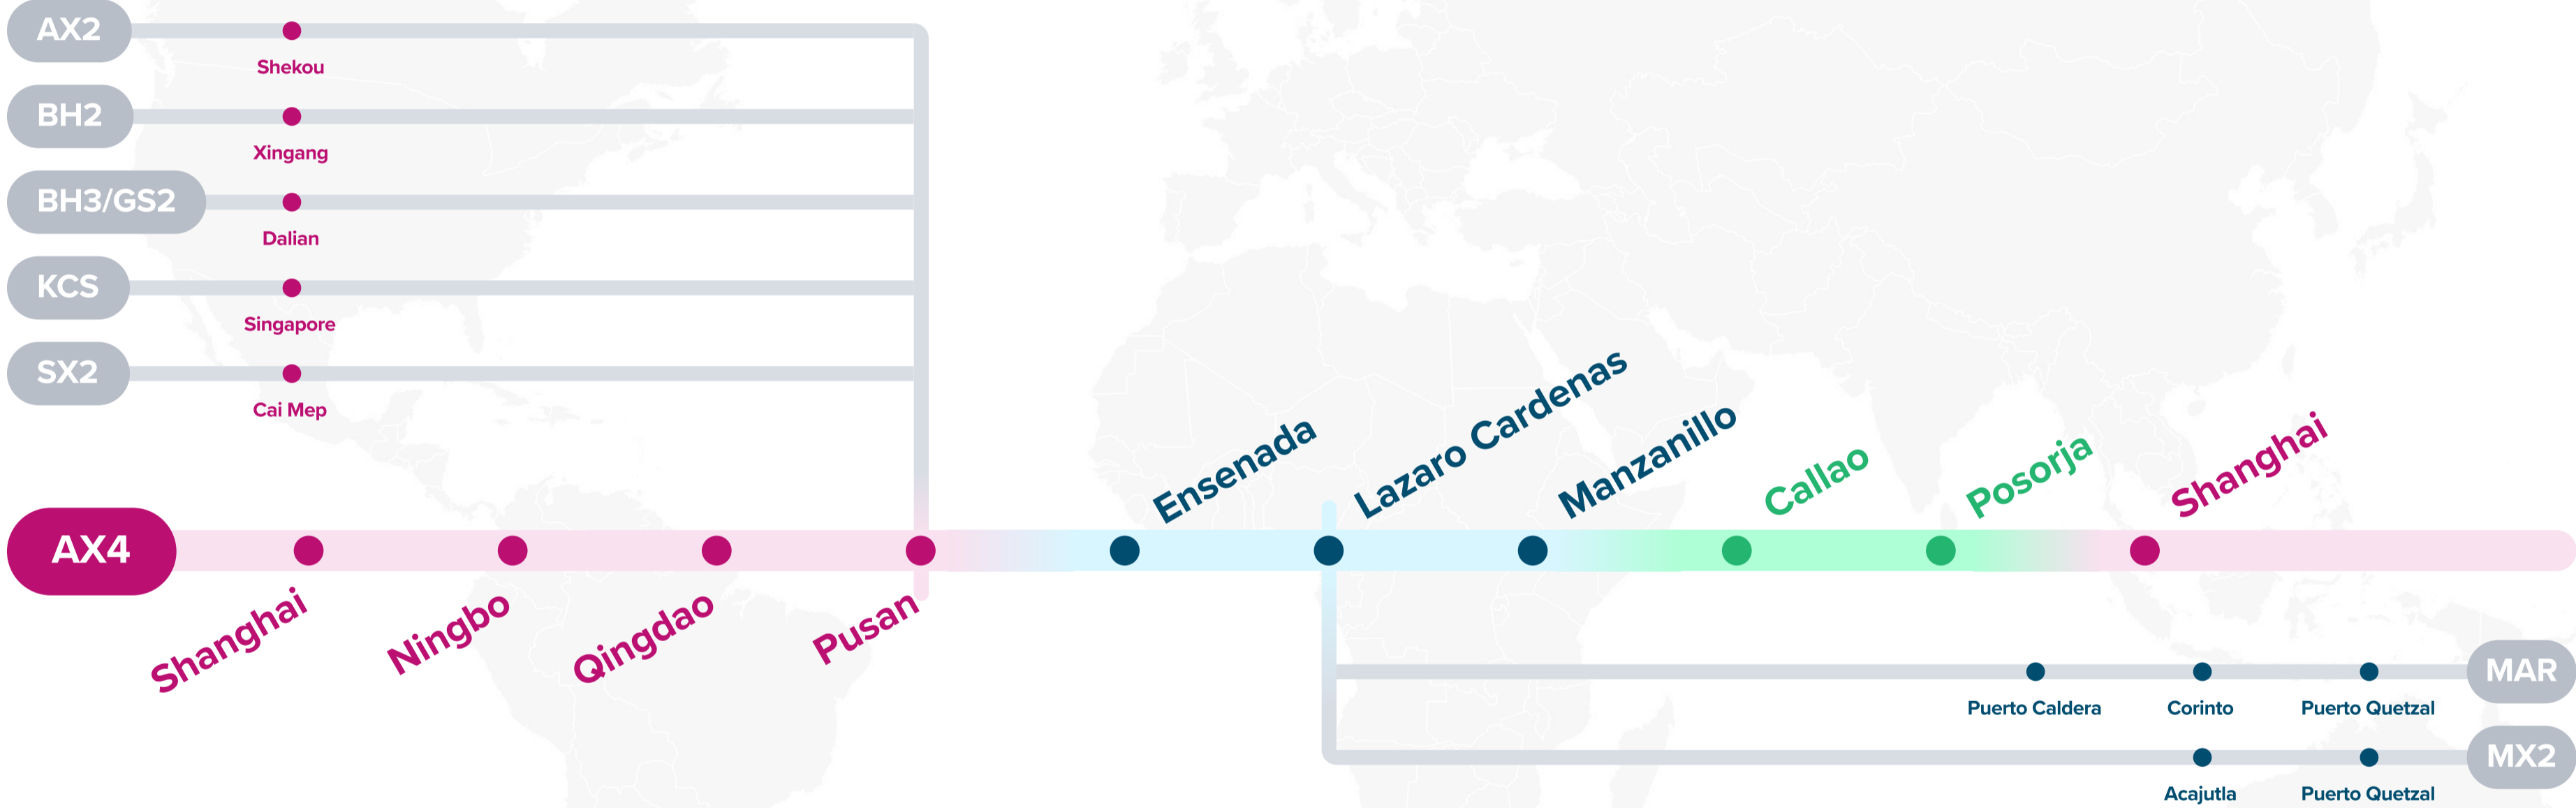 AX2
Shekou
BH2
Xingang
BH3/GS2
Dalian
KCS
Singapore
SX2
Cai Mep
AX4
Shanghai
Ningbo
Qingdao
Pusan
Ensenada
Lazaro Cardenas
Manzanillo
Callao
Posorja
Shanghai
MAR
Puerto Caldera
Corinto
Puerto Quetzal
MX2
Acajutla
Puerto Quetzal